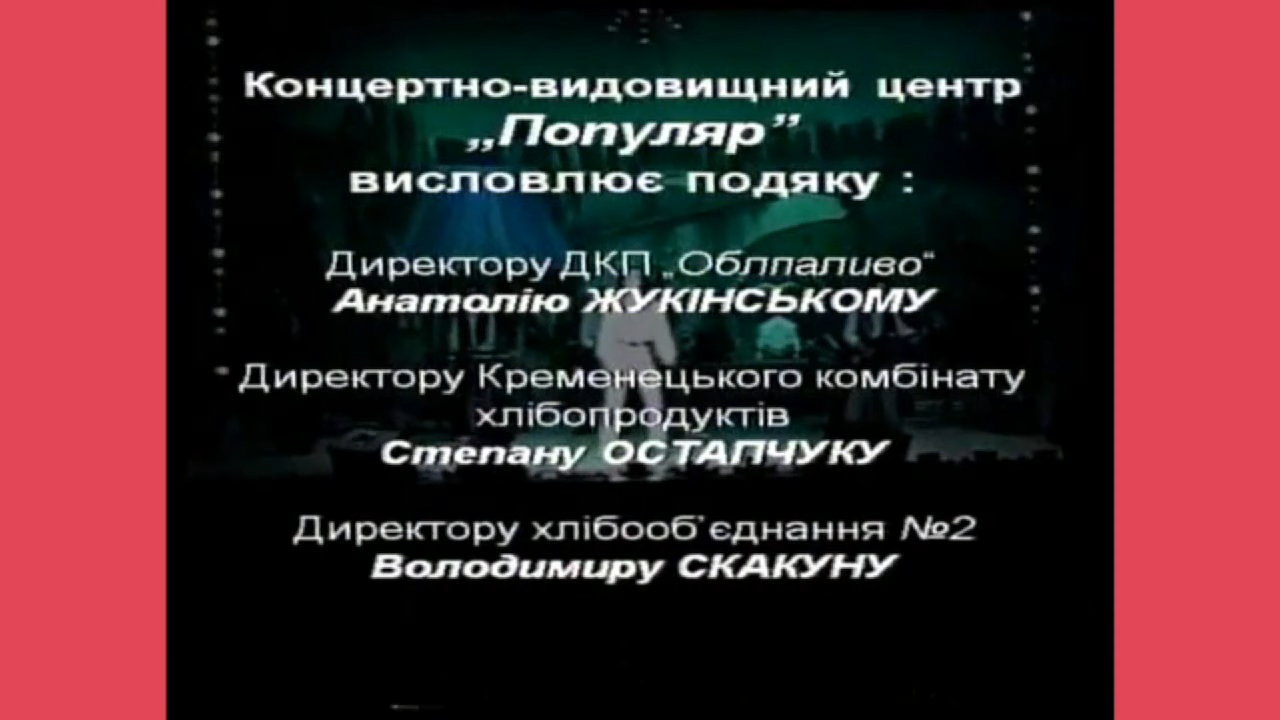 Концертно-видовищний центр
„Популяр”
висловлює подяку :
Директору ДКП „Облпаливо“
Анатолію ЖУКІНСЬКОМУ
Директору Кременецького комбінату
хлібопродуктів
Степану ОСТАПЧУКУ
Директору хлібооб'єднання №2
Володимиру СКАКУНУ